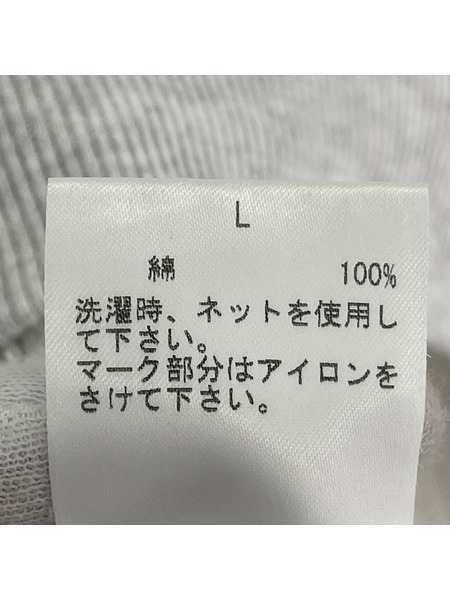 L
綿 100%
洗濯時、ネットを使用し
て下さい。
マーク部分はアイロンを
さけて下さい。